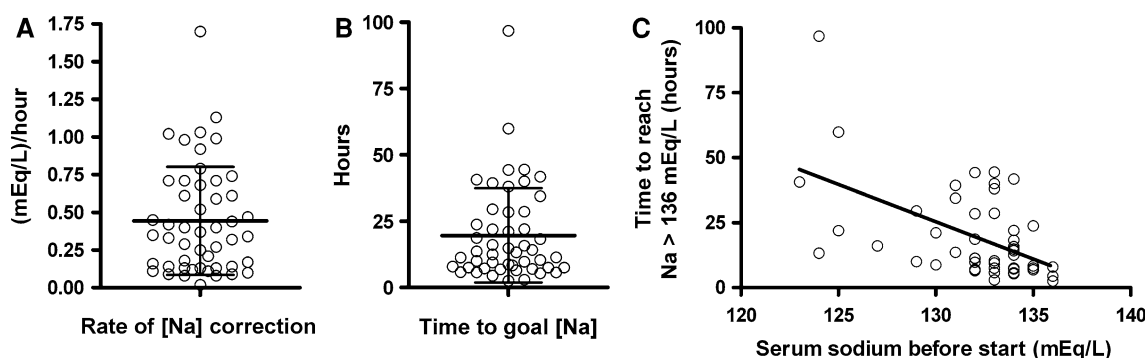 A
(mEq/L)/hour
1.75
1.50
1.25
1.00
0.75
0.50
0.25
0.00
Rate of [Na] correction
B
Hours
100
75
50
25
0
Time to goal [Na]
C
Time to reach
Na > 136 mEq/L (hours)
100
75
50
25
0
120 125 130 135 140
Serum sodium before start (mEq/L)